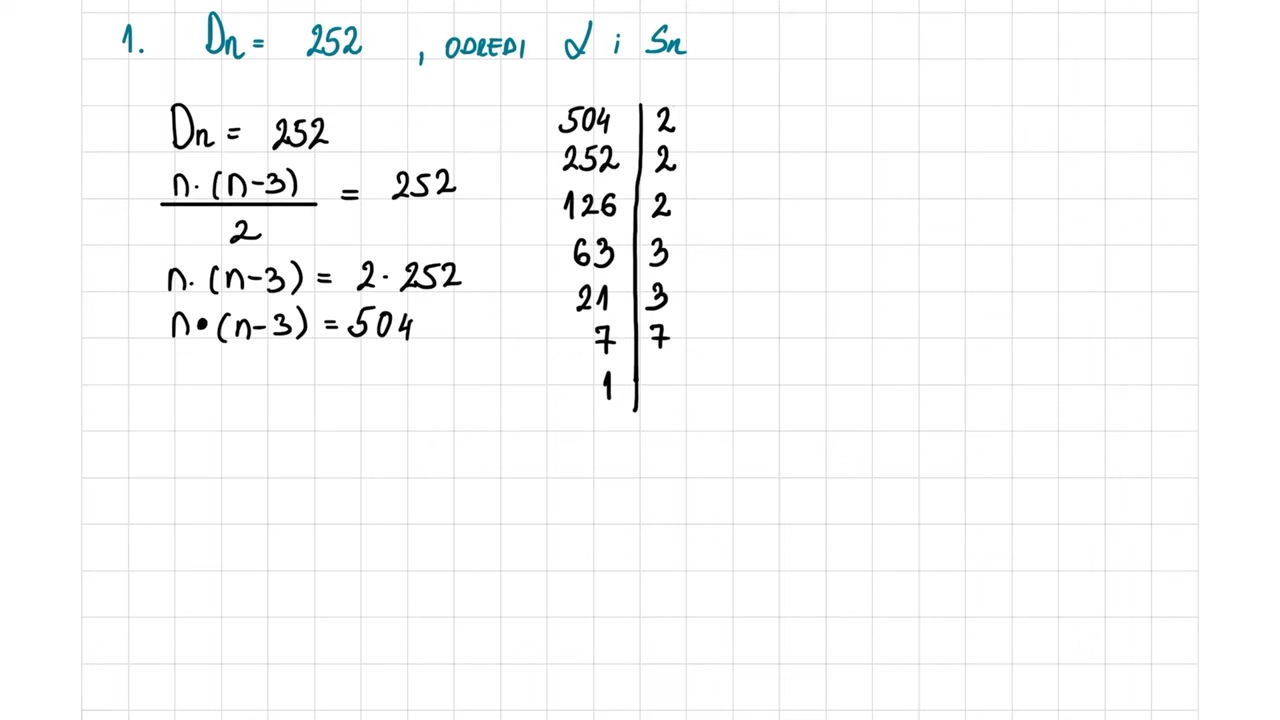 1. Dn = 252, ODREDI α i Sn
Dn = 252
n·(n-3)/2 = 252
n·(n-3) = 2·252
n·(n-3) = 504
504 | 2
252 | 2
126 | 2
63 | 3
21 | 3
7 | 7
1 |